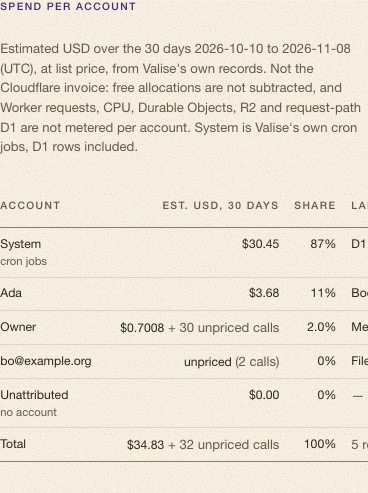 SPEND PER ACCOUNT
Estimated USD over the 30 days 2026-10-10 to 2026-11-08
(UTC), at list price, from Valise's own records. Not the
Cloudflare invoice: free allocations are not subtracted, and
Worker requests, CPU, Durable Objects, R2 and request-path
D1 are not metered per account. System is Valise's own cron
jobs, D1 rows included.
ACCOUNT EST. USD, 30 DAYS SHARE
System $30.45 87% D1
cron jobs
Ada $3.68 11%
Owner $0.7008 + 30 unpriced calls 2.0%
bo@example.org unpriced (2 calls) 0%
Unattributed $0.00 0% —
no account
Total $34.83 + 32 unpriced calls 100% 5